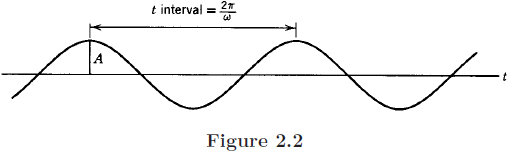 t interval = 2π/ω
A
t
Figure 2.2